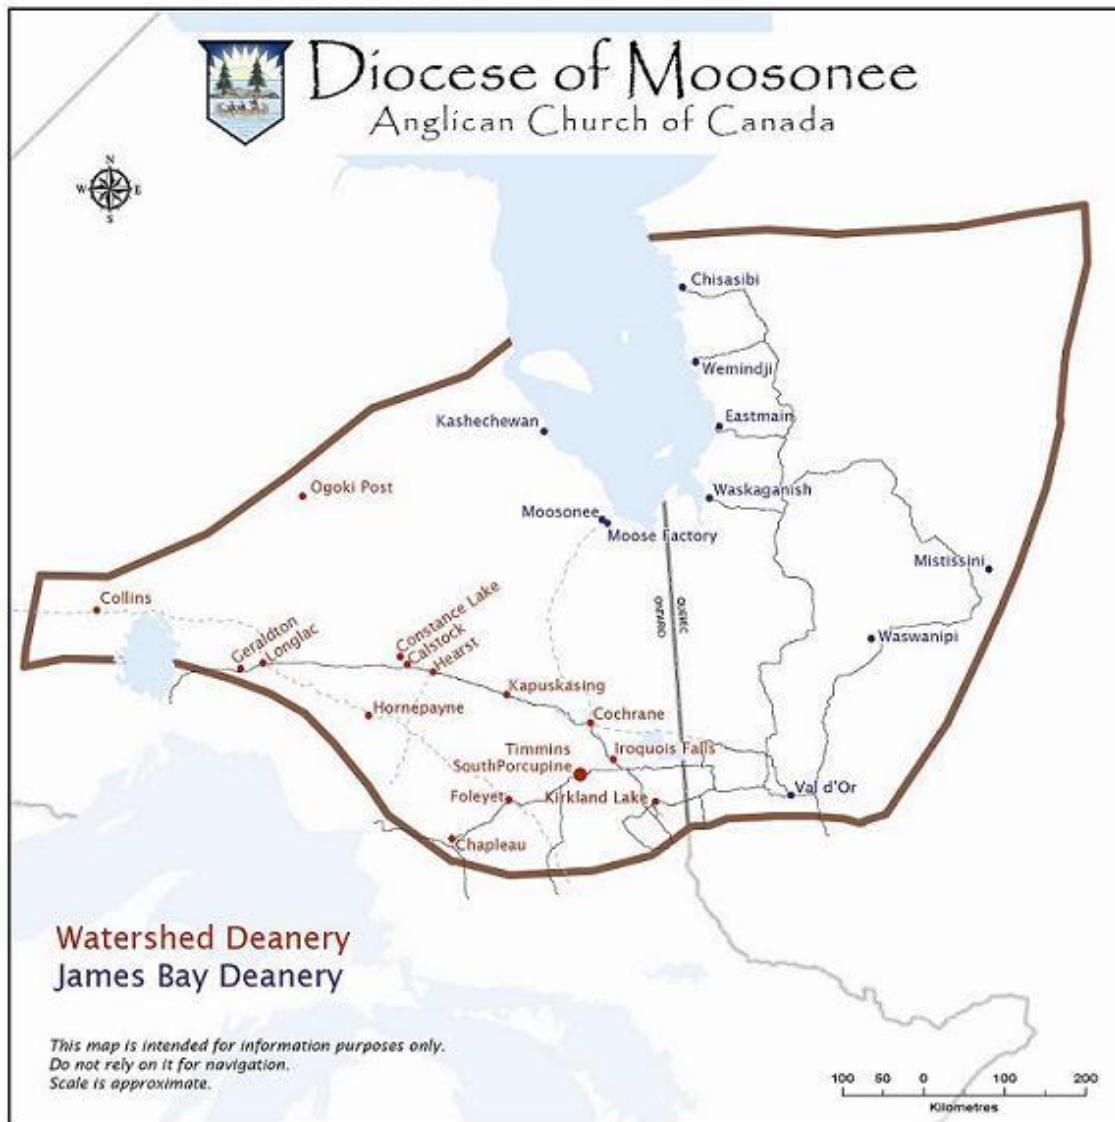 Diocese of Moosonee
Anglican Church of Canada
N
W E
S
Chisasibi
Wemindji
Kashechewan
Eastmain
Ogoki Post
Waskaganish
Moosonee
Moose Factory
Mistissini
Collins
ONTARIO
QUEBEC
Constance Lake
Calstock
Hearst
Geraldton
Longlac
Waswanipi
Kapuskasing
Hornepayne
Cochrane
Timmins
SouthPorcupine
Iroquois Falls
Foleyet
Kirkland Lake
Val d'Or
Chapleau
Watershed Deanery
James Bay Deanery
This map is intended for information purposes only.
Do not rely on it for navigation.
Scale is approximate.
100 50 0 100 200
Kilometres